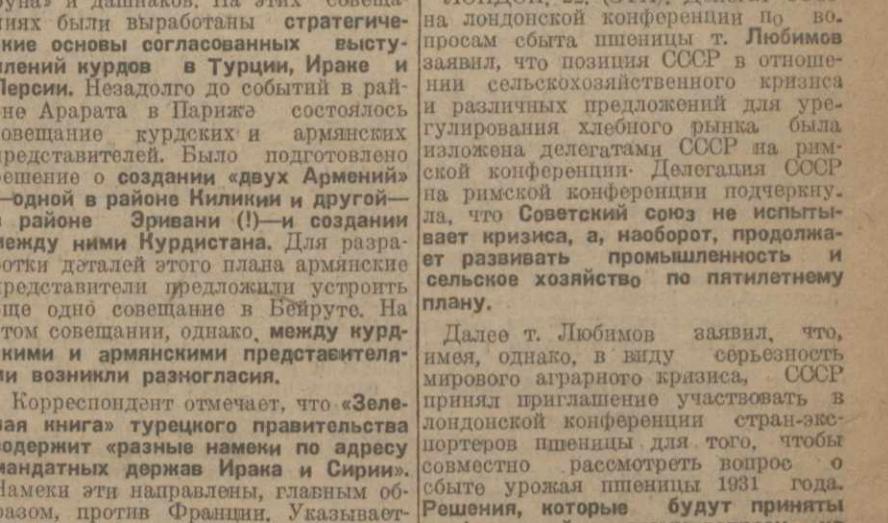 и дашнаков. На этих совеща-
ниях были выработаны стратегиче-
ские основы согласованных высту-
плений курдов в Турции, Ираке и
Персии. Незадолго до событий в рай-
не Арарата в Париже состоялось
совещание курдских и армянских
представителей. Было подготовлено
решение о создании «двух Армений»
—одной в районе Киликии и другой—
в районе Эривани (!)—и создании
между ними Курдистана. Для разра-
ботки деталей этого плана армянские
представители предложили устроить
еще одно совещание в Бейруте. На
этом совещании, однако, между курд-
скими и армянскими представителя-
ми возникли разногласия.
Корреспондент отмечает, что «Зеле-
ная книга» турецкого правительства
содержит «разные намеки по адресу
мандатных держав Ирака и Сирии».
Намеки эти направлены, главным об-
разом, против Франции. Указывает-
на лондонской конференции по во-
просам сбыта пшеницы т. Любимов
заявил, что позиция СССР в отноше-
нии сельскохозяйственного кризиса
и различных предложений для уре-
гулирования хлебного рынка была
изложена делегатами СССР на рим-
ской конференции. Делегация СССР
на римской конференции подчеркну-
ла, что Советский союз не испыты-
вает кризиса, а, наоборот, продолжа-
ет развивать промышленность и
сельское хозяйство по пятилетнему
плану.
Далее т. Любимов заявил, что,
имея, однако, в виду серьезность
мирового аграрного кризиса, СССР
принял приглашение участвовать в
лондонской конференции стран-экс-
портеров пшеницы для того, чтобы
совместно рассмотреть вопрос о
сбыте урожая пшеницы 1931 года.
Решения, которые будут приняты